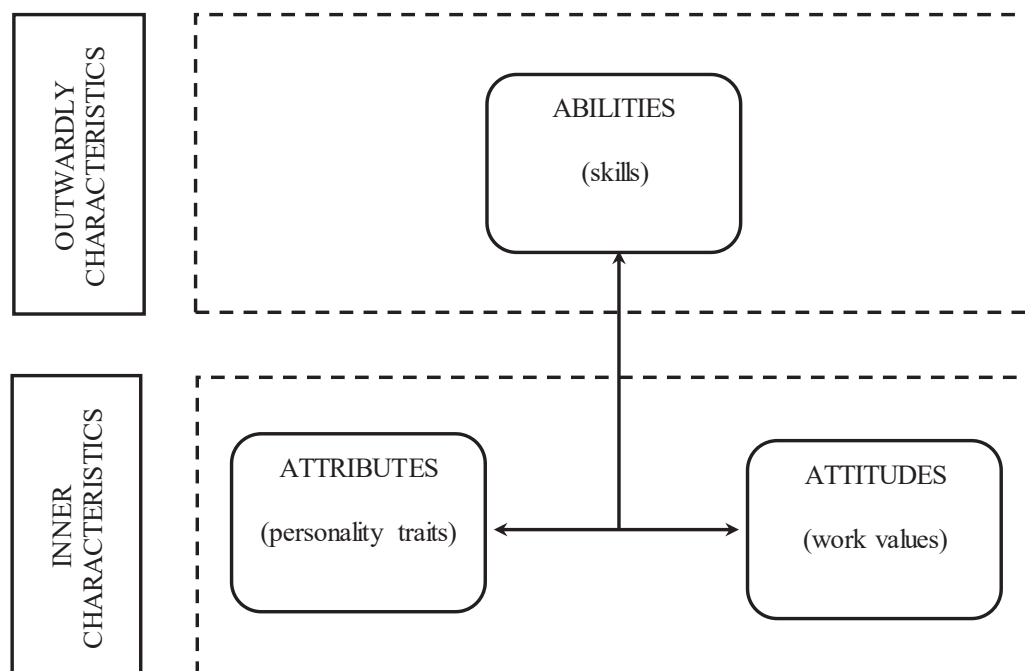 OUTWARDLY
CHARACTERISTICS
ABILITIES
(skills)
INNER
CHARACTERISTICS
ATTRIBUTES
(personality traits)
ATTITUDES
(work values)